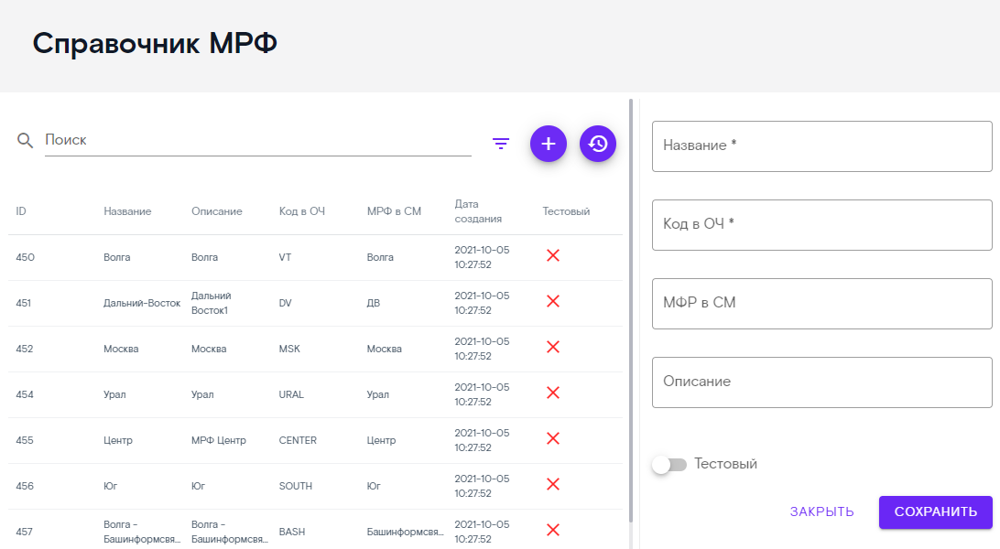 Справочник МРФ
Поиск
ID Название Описание Код в ОЧ МРФ в СМ Дата создания Тестовый
450 Волга Волга VT Волга 2021-10-05 10:27:52
451 Дальний-Восток Дальний Восток1 DV ДВ 2021-10-05 10:27:52
452 Москва Москва MSK Москва 2021-10-05 10:27:52
454 Урал Урал URAL Урал 2021-10-05 10:27:52
455 Центр МРФ Центр CENTER Центр 2021-10-05 10:27:52
456 Юг Юг SOUTH Юг 2021-10-05 10:27:52
457 Волга - Башинформсвя... Волга - Башинформсвя... BASH Башинформсвя... 2021-10-05 10:27:52
Название *
Код в ОЧ *
МФР в СМ
Описание
Тестовый
ЗАКРЫТЬ СОХРАНИТЬ